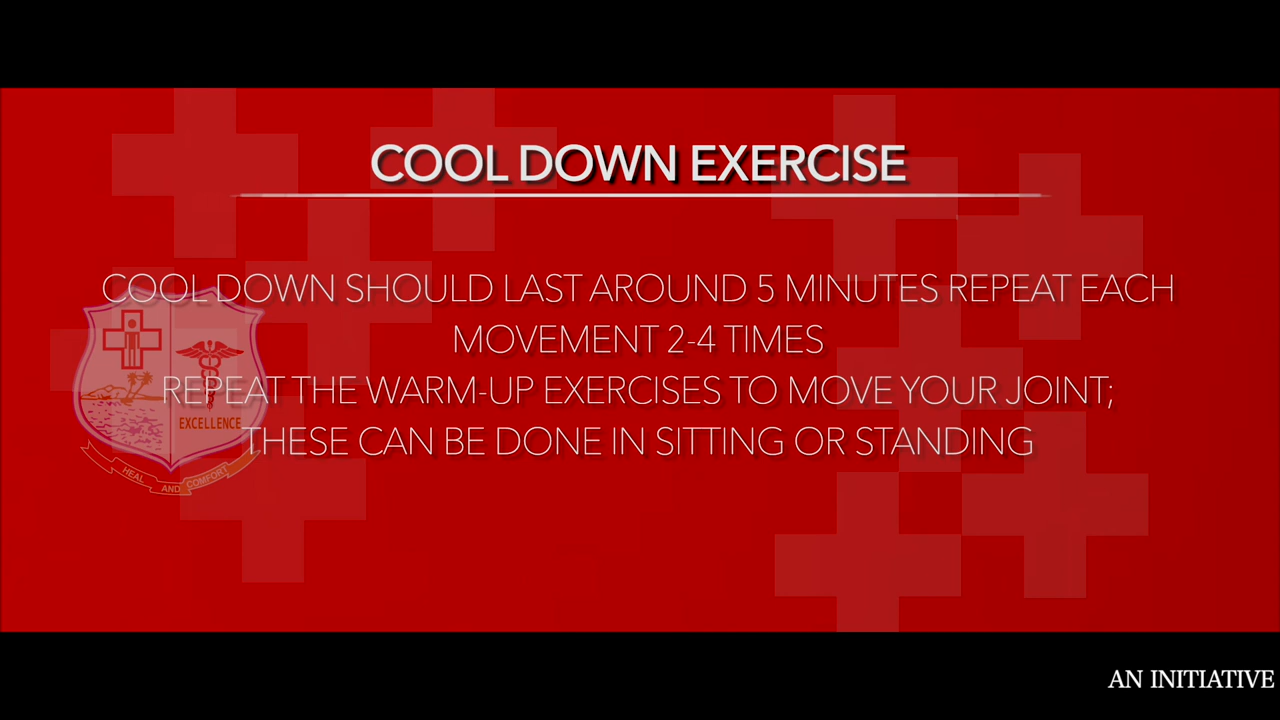 COOL DOWN EXERCISE
COOL DOWN SHOULD LAST AROUND 5 MINUTES REPEAT EACH
MOVEMENT 2-4 TIMES
REPEAT THE WARM-UP EXERCISES TO MOVE YOUR JOINT;
EXCELLENCE
THESE CAN BE DONE IN SITTING OR STANDING
HEAL AND COMFORT
AN INITIATIVE